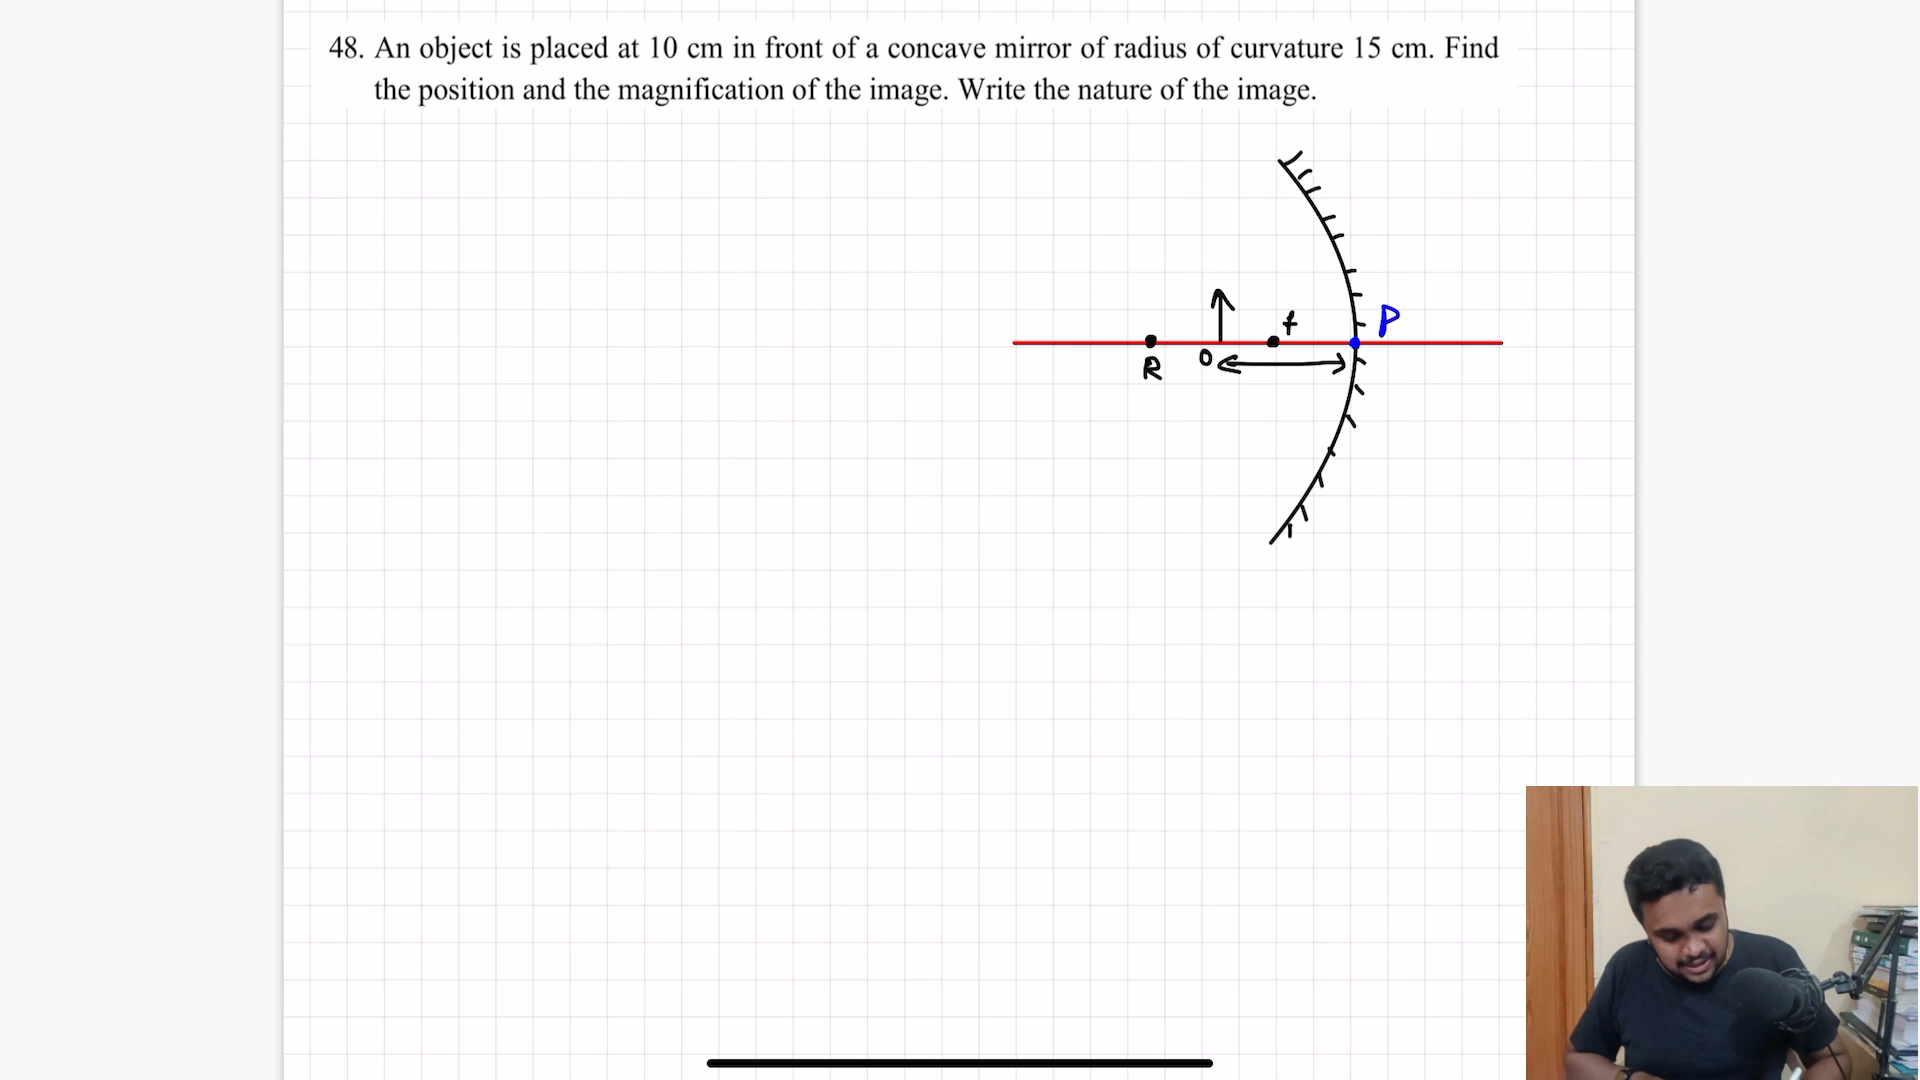 48. An object is placed at 10 cm in front of a concave mirror of radius of curvature 15 cm. Find
the position and the magnification of the image. Write the nature of the image.
f
P
R
O